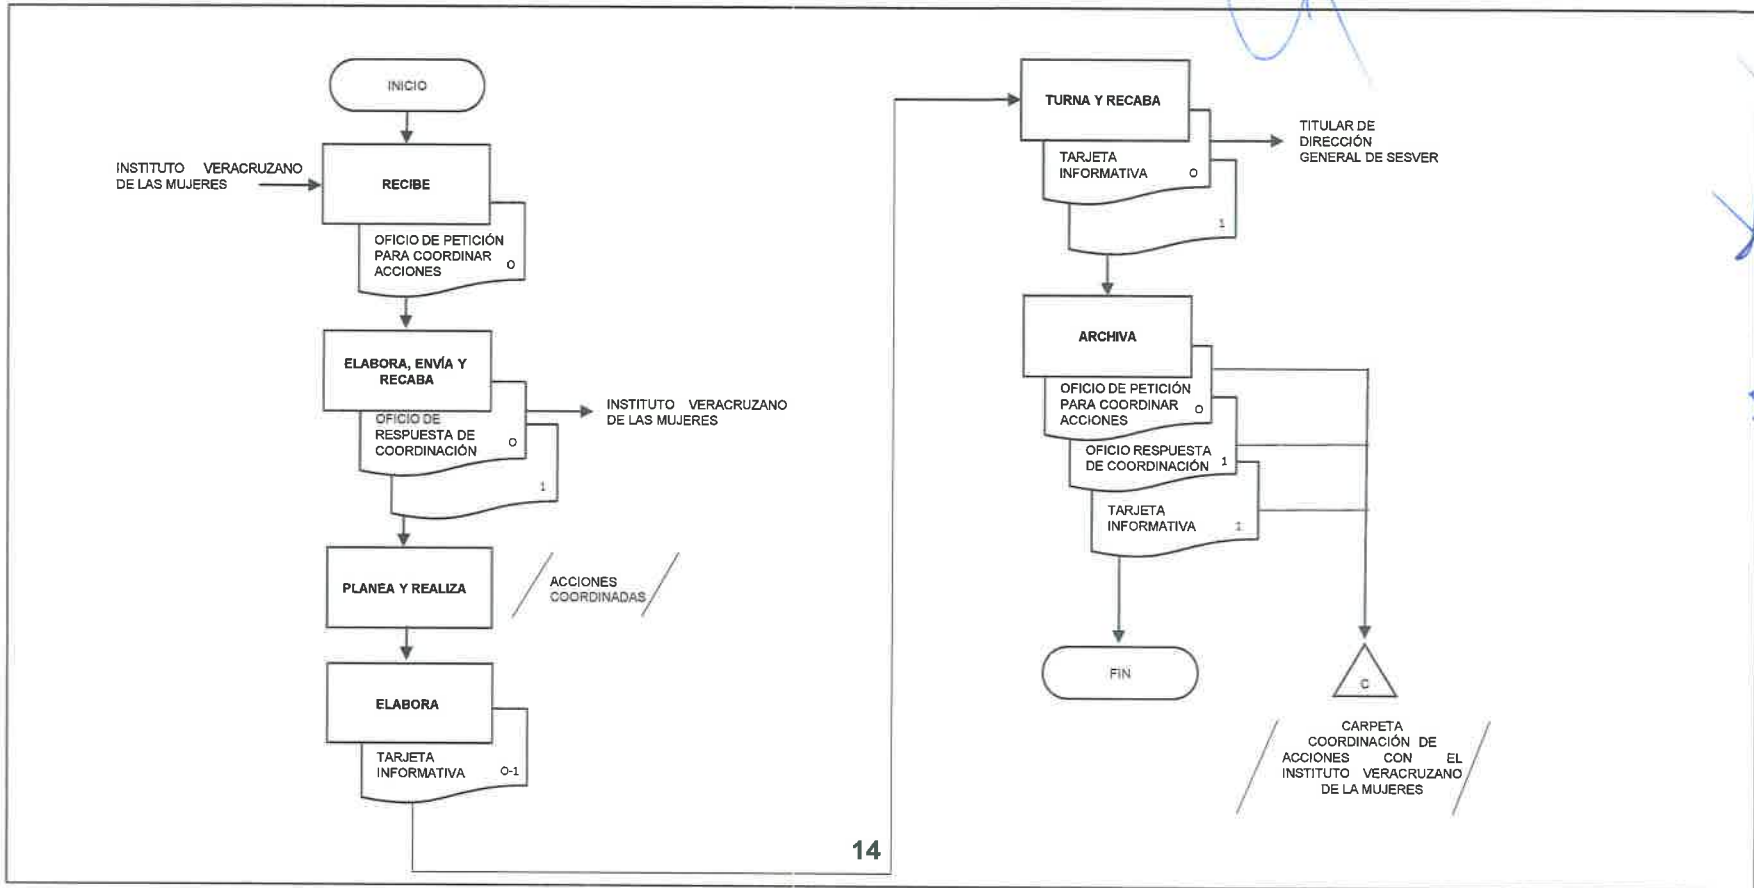 INICIO
INSTITUTO VERACRUZANO
DE LAS MUJERES
RECIBE
OFICIO DE PETICIÓN
PARA COORDINAR
ACCIONES
O
ELABORA, ENVÍA Y
RECABA
OFICIO DE
RESPUESTA DE
COORDINACIÓN
O
1
INSTITUTO VERACRUZANO
DE LAS MUJERES
PLANEA Y REALIZA
ACCIONES
COORDINADAS
ELABORA
TARJETA
INFORMATIVA
O-1
TURNA Y RECABA
TARJETA
INFORMATIVA
O
1
TITULAR DE
DIRECCIÓN
GENERAL DE SESVER
ARCHIVA
OFICIO DE PETICIÓN
PARA COORDINAR
ACCIONES
O
OFICIO RESPUESTA
DE COORDINACIÓN
1
TARJETA
INFORMATIVA
1
FIN
C
CARPETA
COORDINACIÓN DE
ACCIONES CON EL
INSTITUTO VERACRUZANO
DE LA MUJERES
14